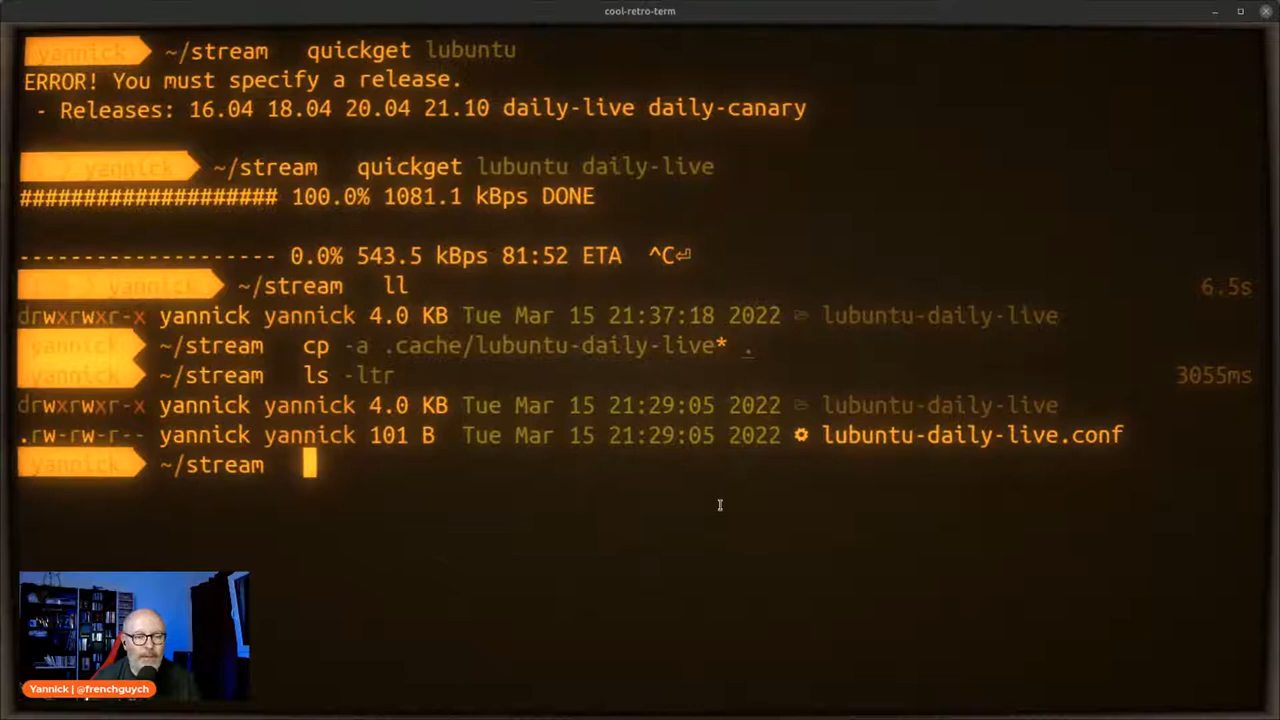 cool-retro-term
yannick ~/stream quickget lubuntu
ERROR! You must specify a release.
- Releases: 16.04 18.04 20.04 21.10 daily-live daily-canary
yannick ~/stream quickget lubuntu daily-live
################### 100.0% 1081.1 kBps DONE
------------------- 0.0% 543.5 kBps 81:52 ETA ^C⏎
yannick ~/stream ll 6.5s
drwxrwxr-x yannick yannick 4.0 KB Tue Mar 15 21:37:18 2022 lubuntu-daily-live
yannick ~/stream cp -a .cache/lubuntu-daily-live* .
yannick ~/stream ls -ltr 3055ms
drwxrwxr-x yannick yannick 4.0 KB Tue Mar 15 21:29:05 2022 lubuntu-daily-live
.rw-rw-r-- yannick yannick 101 B Tue Mar 15 21:29:05 2022 lubuntu-daily-live.conf
yannick ~/stream
Yannick | @frenchguych